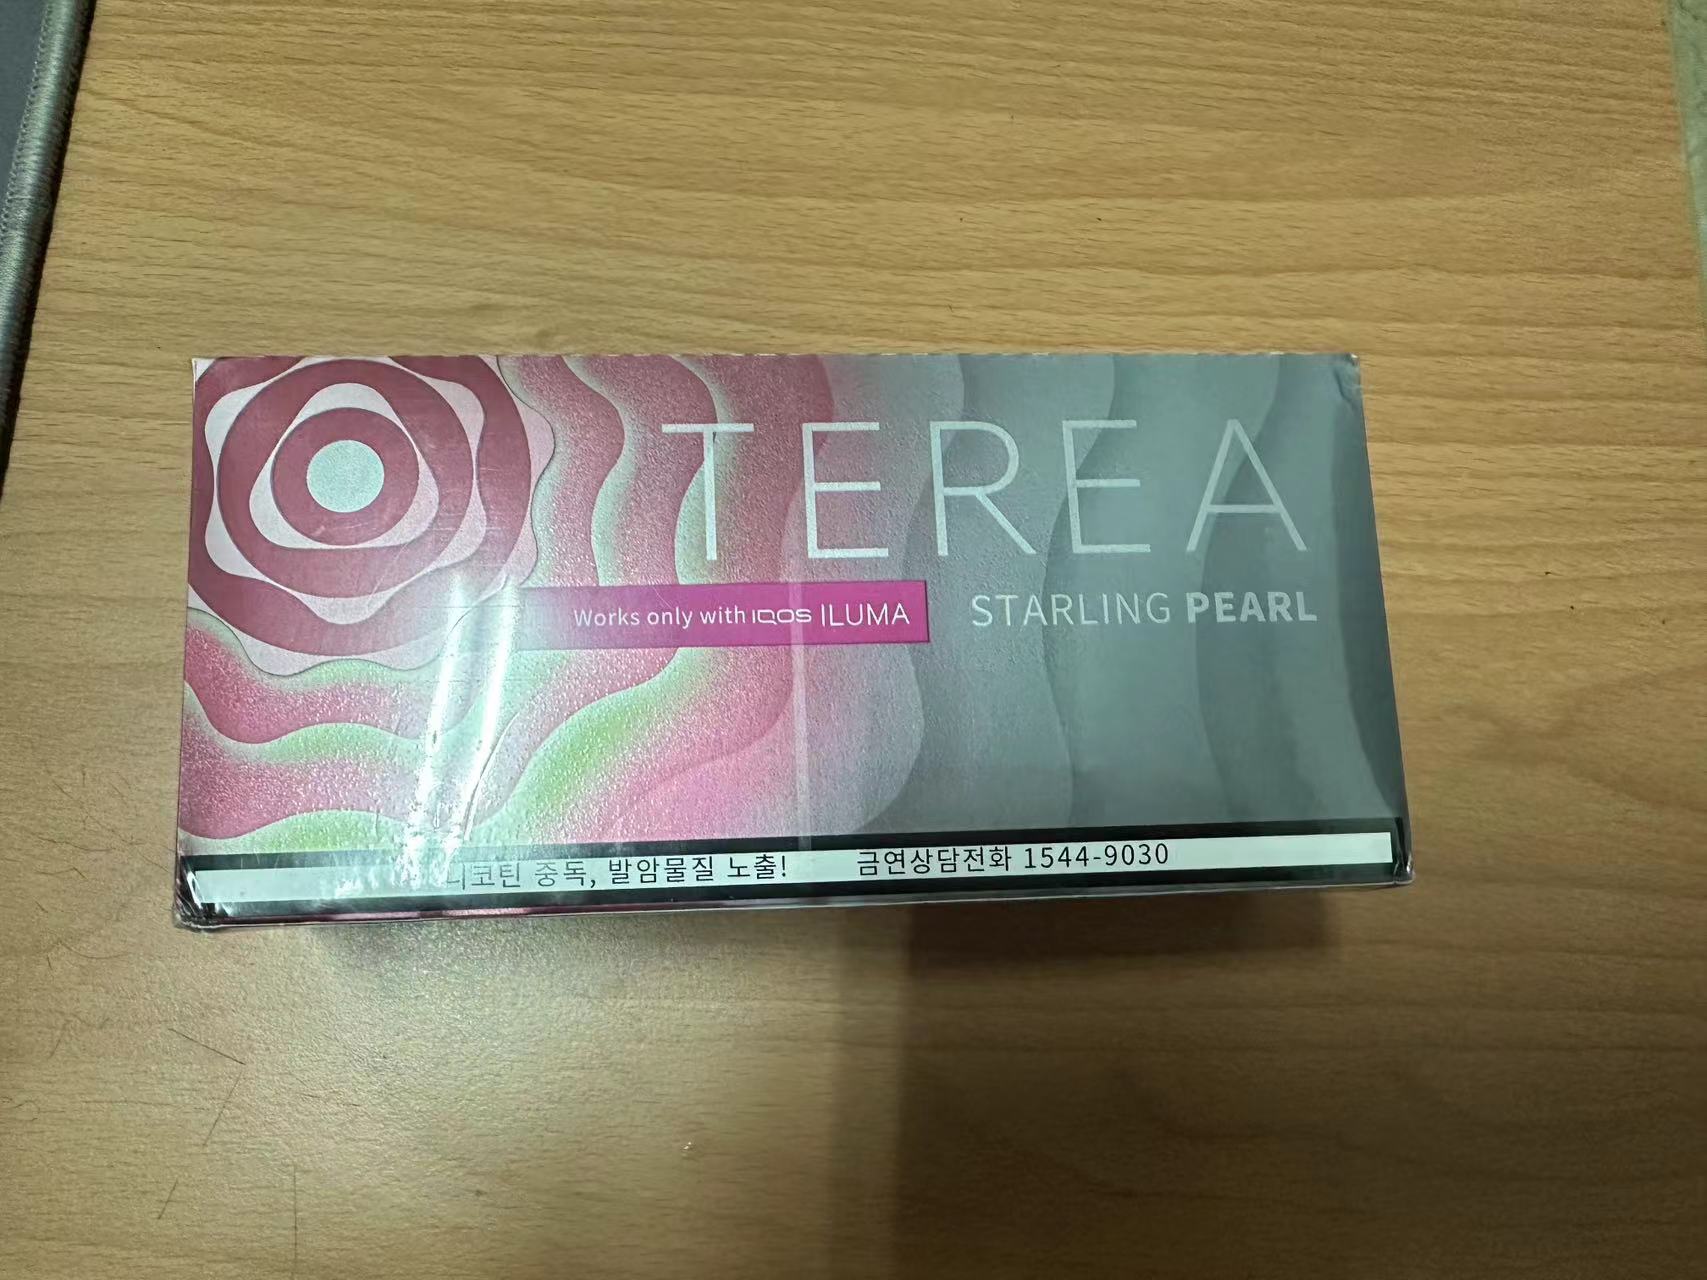 TEREA
Works only with IQOS ILUMA
STARLING PEARL
니코틴 중독, 발암물질 노출! 금연상담전화 1544-9030